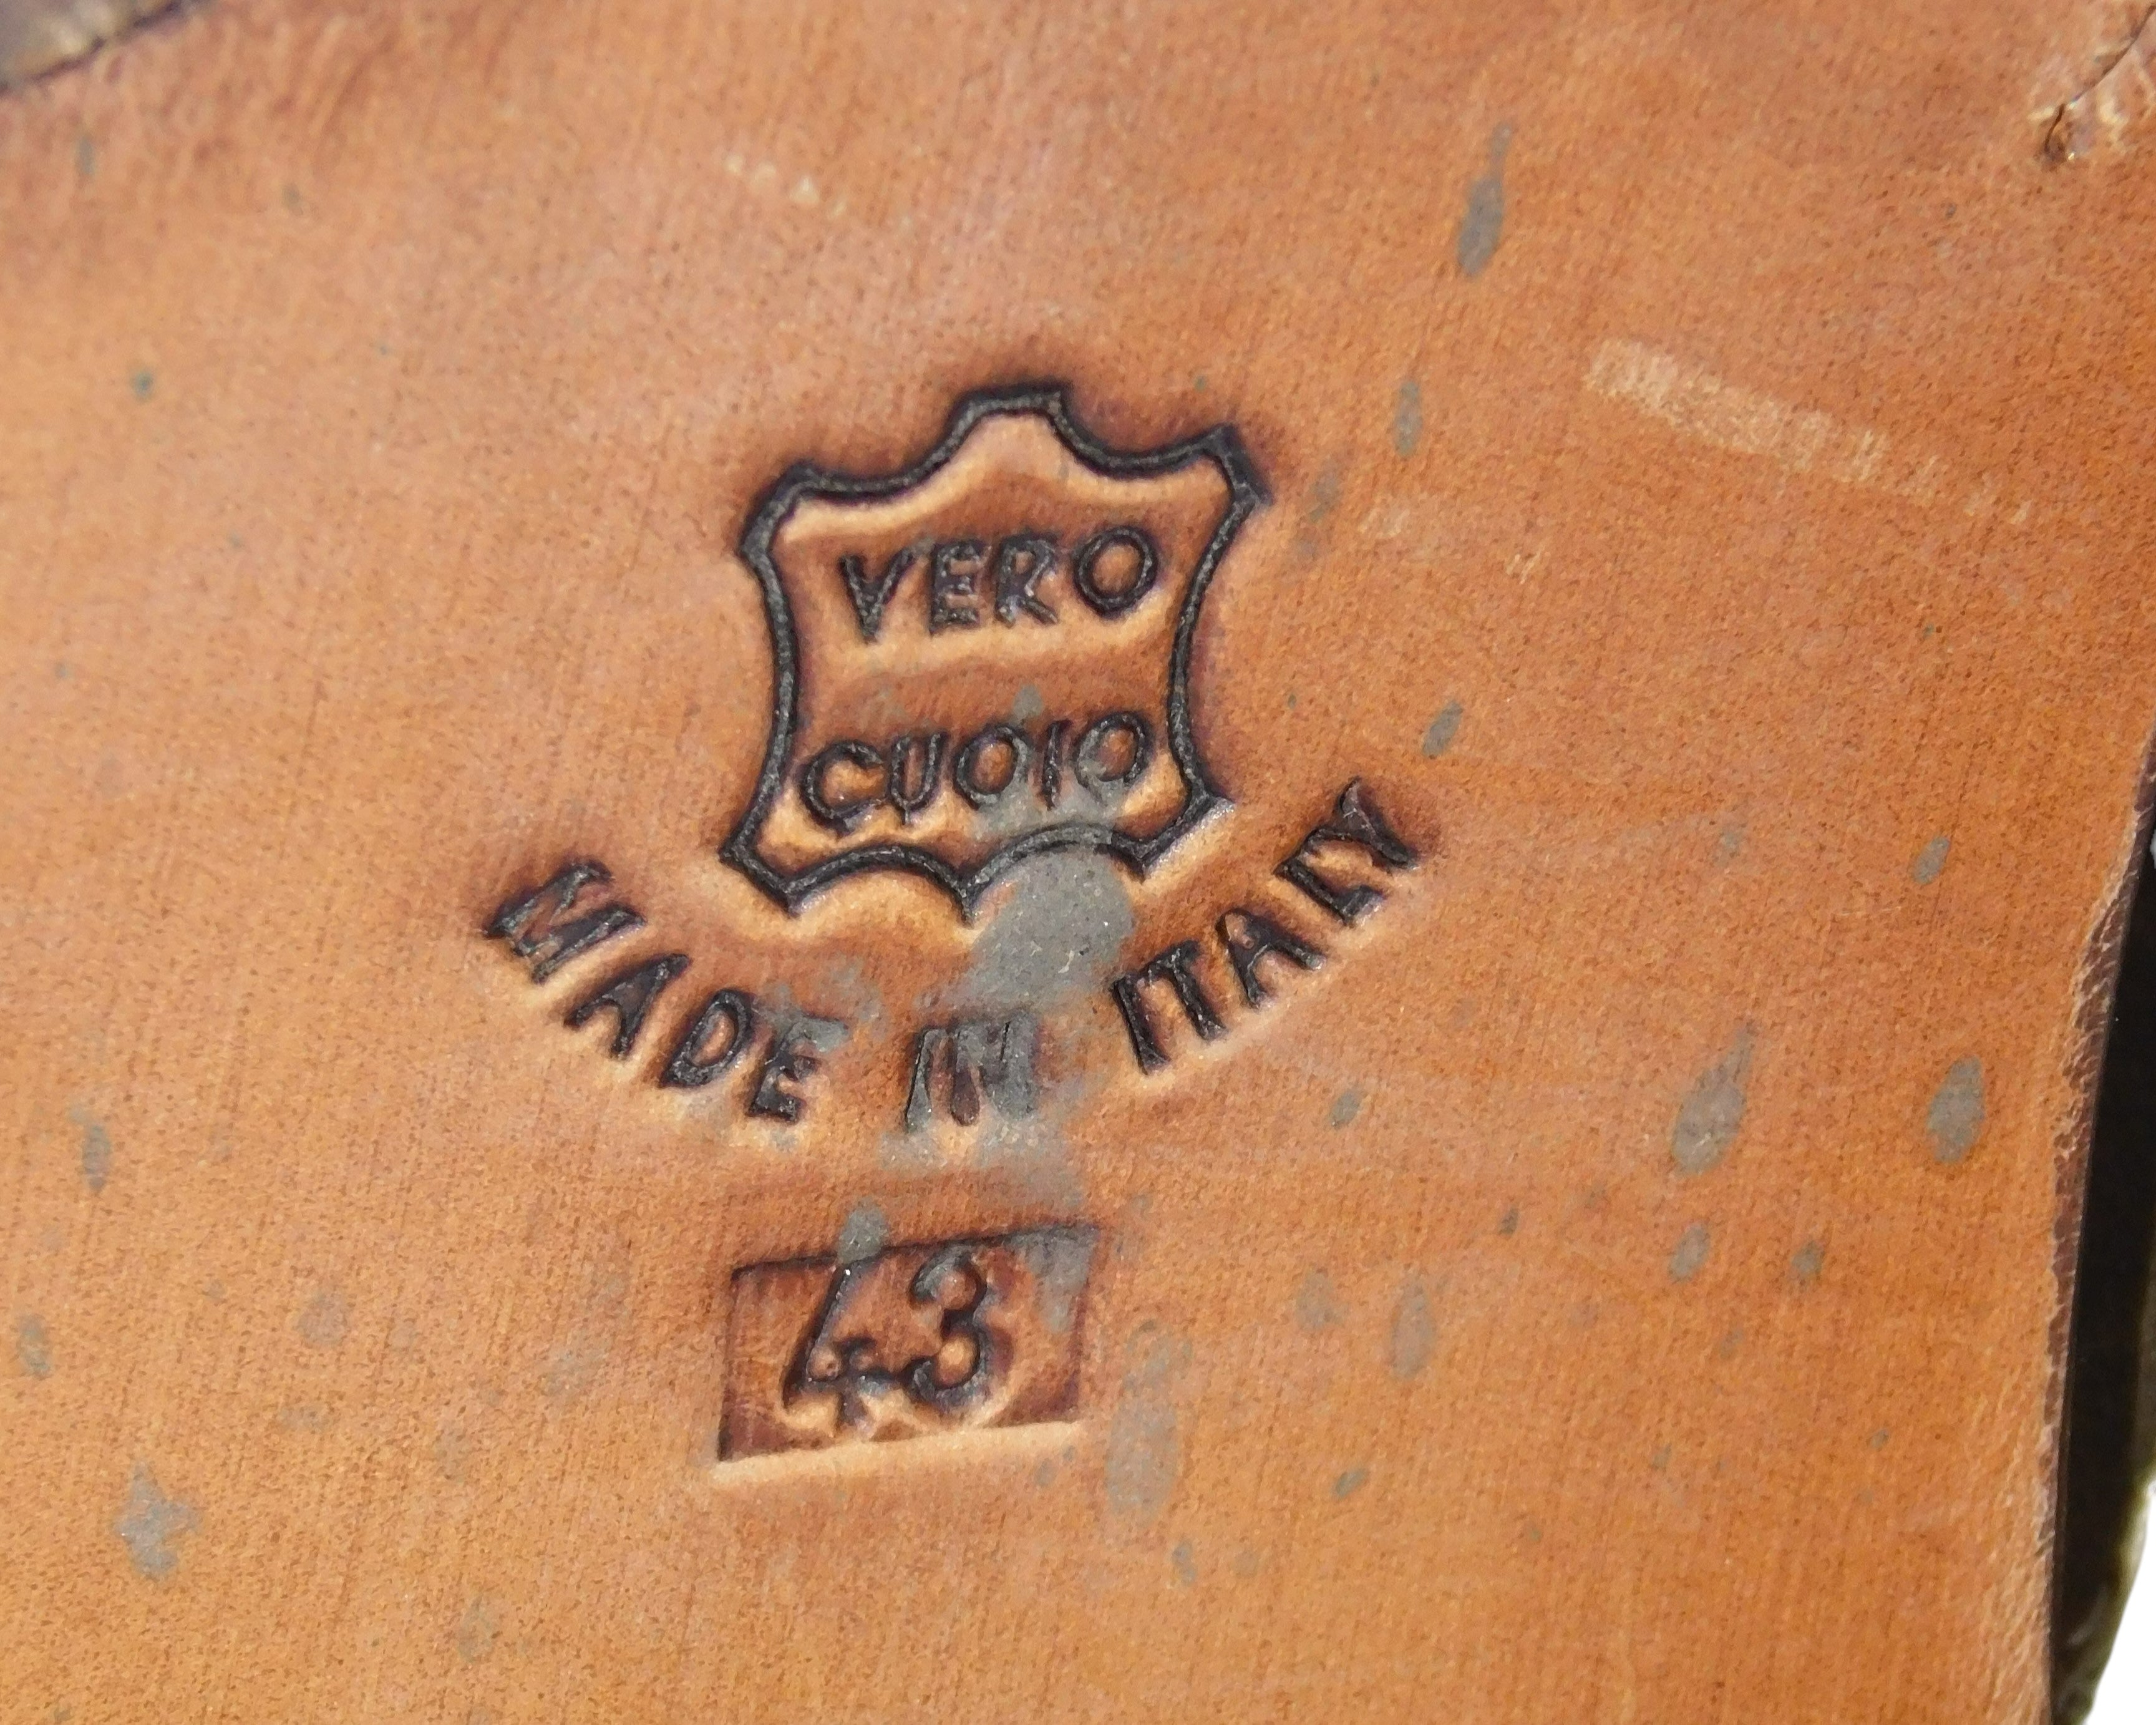 VERO
CUOIO
MADE IN ITALY
43